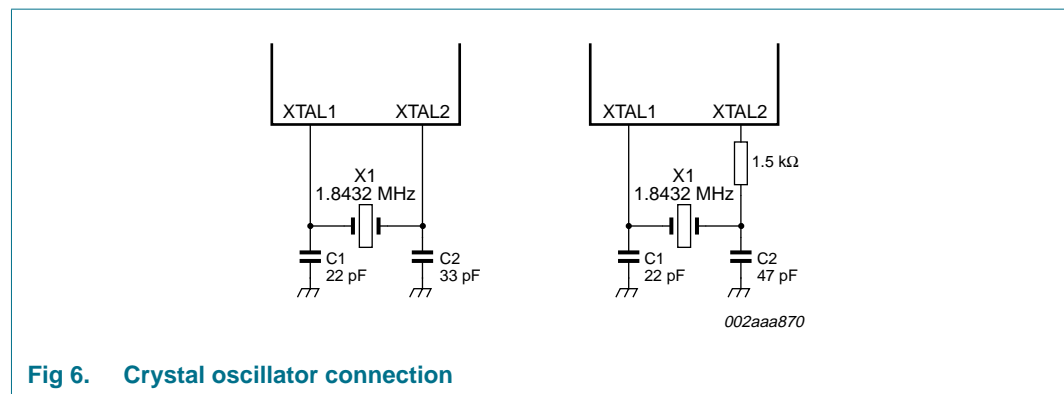 XTAL1 XTAL2
X1
1.8432 MHz
C1
22 pF
C2
33 pF
XTAL1 XTAL2
1.5 kΩ
X1
1.8432 MHz
C1
22 pF
C2
47 pF
002aaa870
Fig 6. Crystal oscillator connection